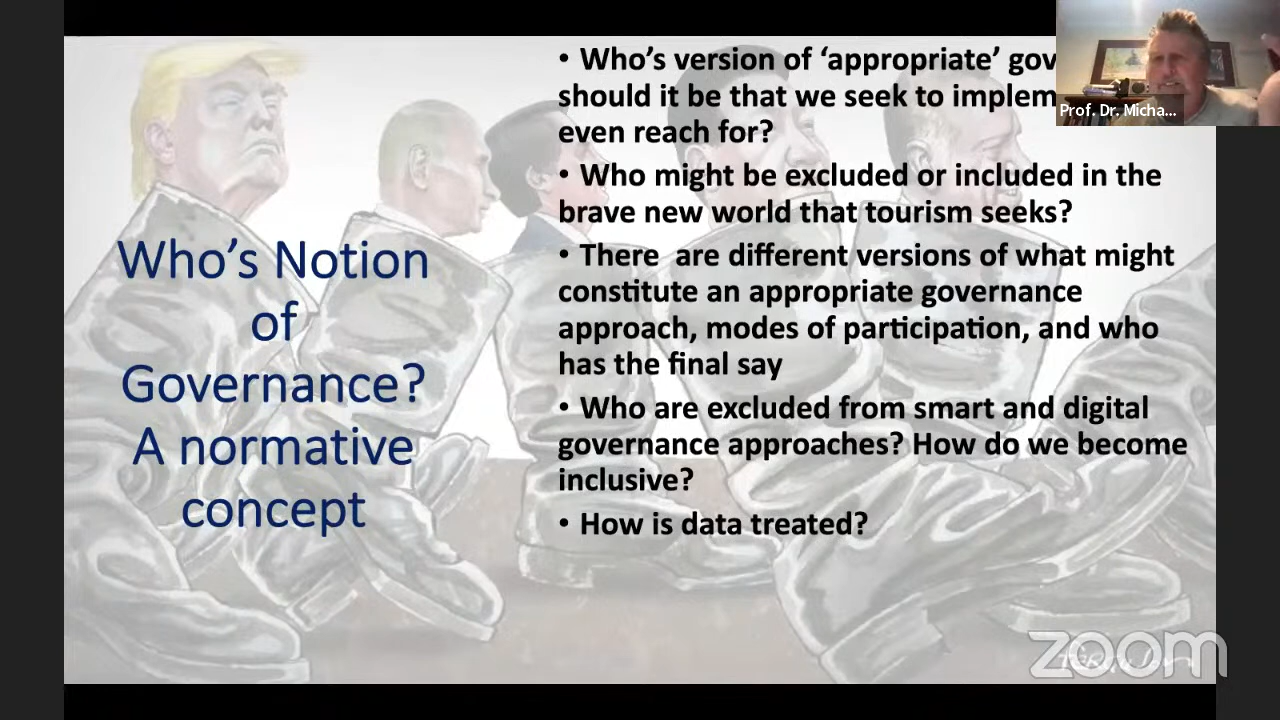 Who's Notion
of
Governance?
A normative
concept
• Who's version of 'appropriate' gov
should it be that we seek to implem
even reach for?
• Who might be excluded or included in the
brave new world that tourism seeks?
• There  are different versions of what might
constitute an appropriate governance
approach, modes of participation, and who
has the final say
• Who are excluded from smart and digital
governance approaches? How do we become
inclusive?
• How is data treated?
Prof. Dr. Micha...
zoom